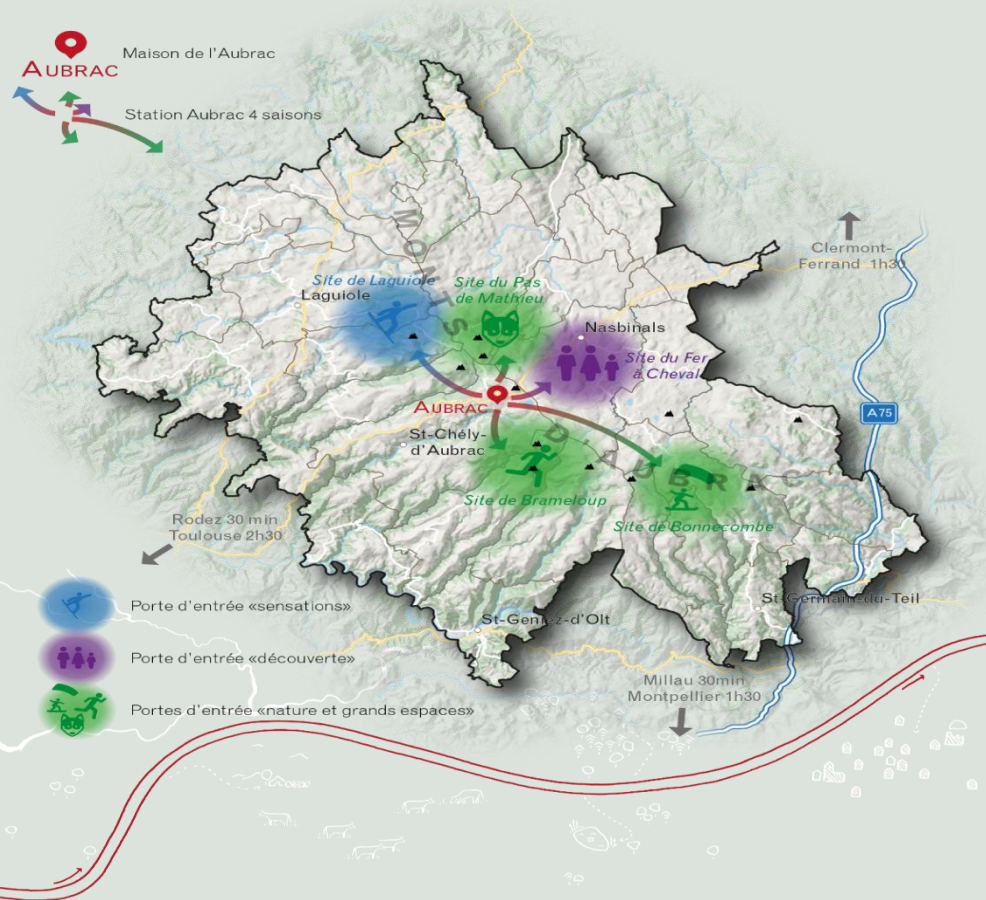 Maison de l'Aubrac
AUBRAC
Station Aubrac 4 saisons
MONTS D'AUBRAC
Clermont-
Ferrand 1h30
Site de Laguiole
Laguiole
Site du Pas
de Mathieu
Nasbinals
Site du Fer
à Cheval
AUBRAC
A75
St-Chély-
d'Aubrac
Site de Brameloup
Site de Bonnecombe
Rodez 30 min
Toulouse 2h30
St-Germain-du-Teil
St-Geniez-d'Olt
Millau 30min
Montpellier 1h30
Porte d'entrée «sensations»
Porte d'entrée «découverte»
Portes d'entrée «nature et grands espaces»